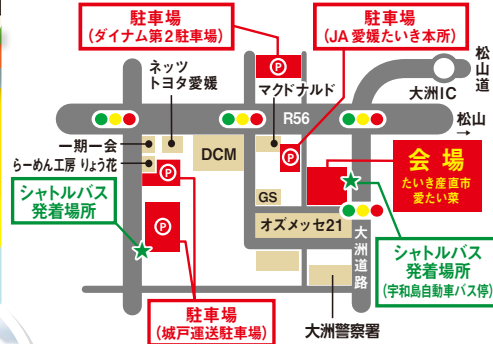 駐車場
(ダイナム第2駐車場)
駐車場
(JA愛媛たいき本所)
P
松山道
大洲IC
ネッツ
トヨタ愛媛
マクドナルド
R56
松山
→
一期一会
らーめん工房 りょう花
DCM
P
P
会場
たいき産直市
愛たい菜
シャトルバス
発着場所
P
GS
オズメッセ21
大洲道路
シャトルバス
発着場所
(宇和島自動車バス停)
駐車場
(城戸運送駐車場)
大洲警察署